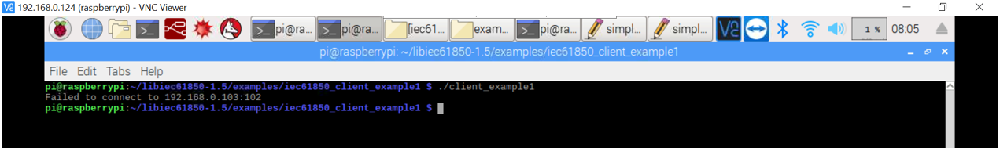 192.168.0.124 (raspberrypi) - VNC Viewer
pi@ra... pi@ra... [iec61... exam... pi@ra... simpl... simpl... 1 % 08:05
pi@raspberrypi: ~/libiec61850-1.5/examples/iec61850_client_example1
File Edit Tabs Help
pi@raspberrypi:~/libiec61850-1.5/examples/iec61850_client_example1 $ ./client_example1
Failed to connect to 192.168.0.103:102
pi@raspberrypi:~/libiec61850-1.5/examples/iec61850_client_example1 $